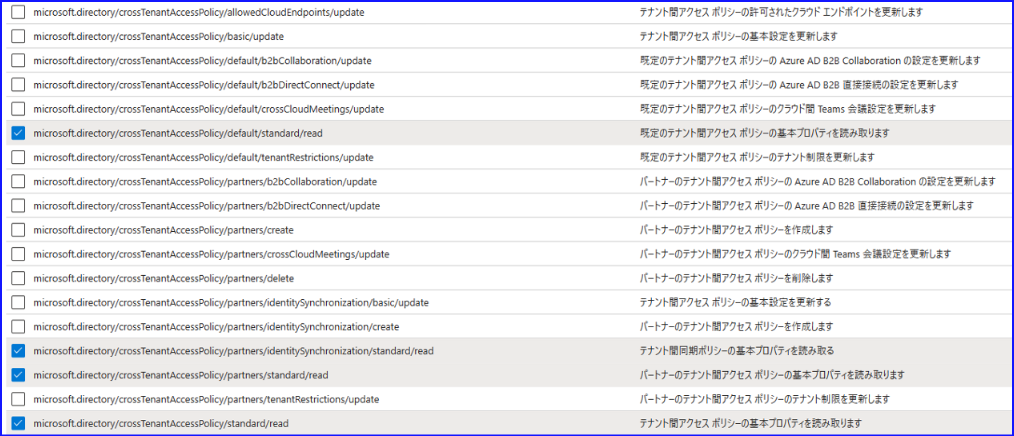 microsoft.directory/crossTenantAccessPolicy/allowedCloudEndpoints/update テナント間アクセス ポリシーの許可されたクラウド エンドポイントを更新します
microsoft.directory/crossTenantAccessPolicy/basic/update テナント間アクセス ポリシーの基本設定を更新します
microsoft.directory/crossTenantAccessPolicy/default/b2bCollaboration/update 既定のテナント間アクセス ポリシーの Azure AD B2B Collaboration の設定を更新します
microsoft.directory/crossTenantAccessPolicy/default/b2bDirectConnect/update 既定のテナント間アクセス ポリシーの Azure AD B2B 直接接続の設定を更新します
microsoft.directory/crossTenantAccessPolicy/default/crossCloudMeetings/update 既定のテナント間アクセス ポリシーのクラウド間 Teams 会議設定を更新します
microsoft.directory/crossTenantAccessPolicy/default/standard/read 既定のテナント間アクセス ポリシーの基本プロパティを読み取ります
microsoft.directory/crossTenantAccessPolicy/default/tenantRestrictions/update 既定のテナント間アクセス ポリシーのテナント制限を更新します
microsoft.directory/crossTenantAccessPolicy/partners/b2bCollaboration/update パートナーのテナント間アクセス ポリシーの Azure AD B2B Collaboration の設定を更新します
microsoft.directory/crossTenantAccessPolicy/partners/b2bDirectConnect/update パートナーのテナント間アクセス ポリシーの Azure AD B2B 直接接続の設定を更新します
microsoft.directory/crossTenantAccessPolicy/partners/create パートナーのテナント間アクセス ポリシーを作成します
microsoft.directory/crossTenantAccessPolicy/partners/crossCloudMeetings/update パートナーのテナント間アクセス ポリシーのクラウド間 Teams 会議設定を更新します
microsoft.directory/crossTenantAccessPolicy/partners/delete パートナーのテナント間アクセス ポリシーを削除します
microsoft.directory/crossTenantAccessPolicy/partners/identitySynchronization/basic/update テナント間アクセス ポリシーの基本設定を更新する
microsoft.directory/crossTenantAccessPolicy/partners/identitySynchronization/create パートナーのテナント間アクセス ポリシーを作成します
microsoft.directory/crossTenantAccessPolicy/partners/identitySynchronization/standard/read テナント間同期ポリシーの基本プロパティを読み取る
microsoft.directory/crossTenantAccessPolicy/partners/standard/read パートナーのテナント間アクセス ポリシーの基本プロパティを読み取ります
microsoft.directory/crossTenantAccessPolicy/partners/tenantRestrictions/update パートナーのテナント間アクセス ポリシーのテナント制限を更新します
microsoft.directory/crossTenantAccessPolicy/standard/read テナント間アクセス ポリシーの基本プロパティを読み取ります